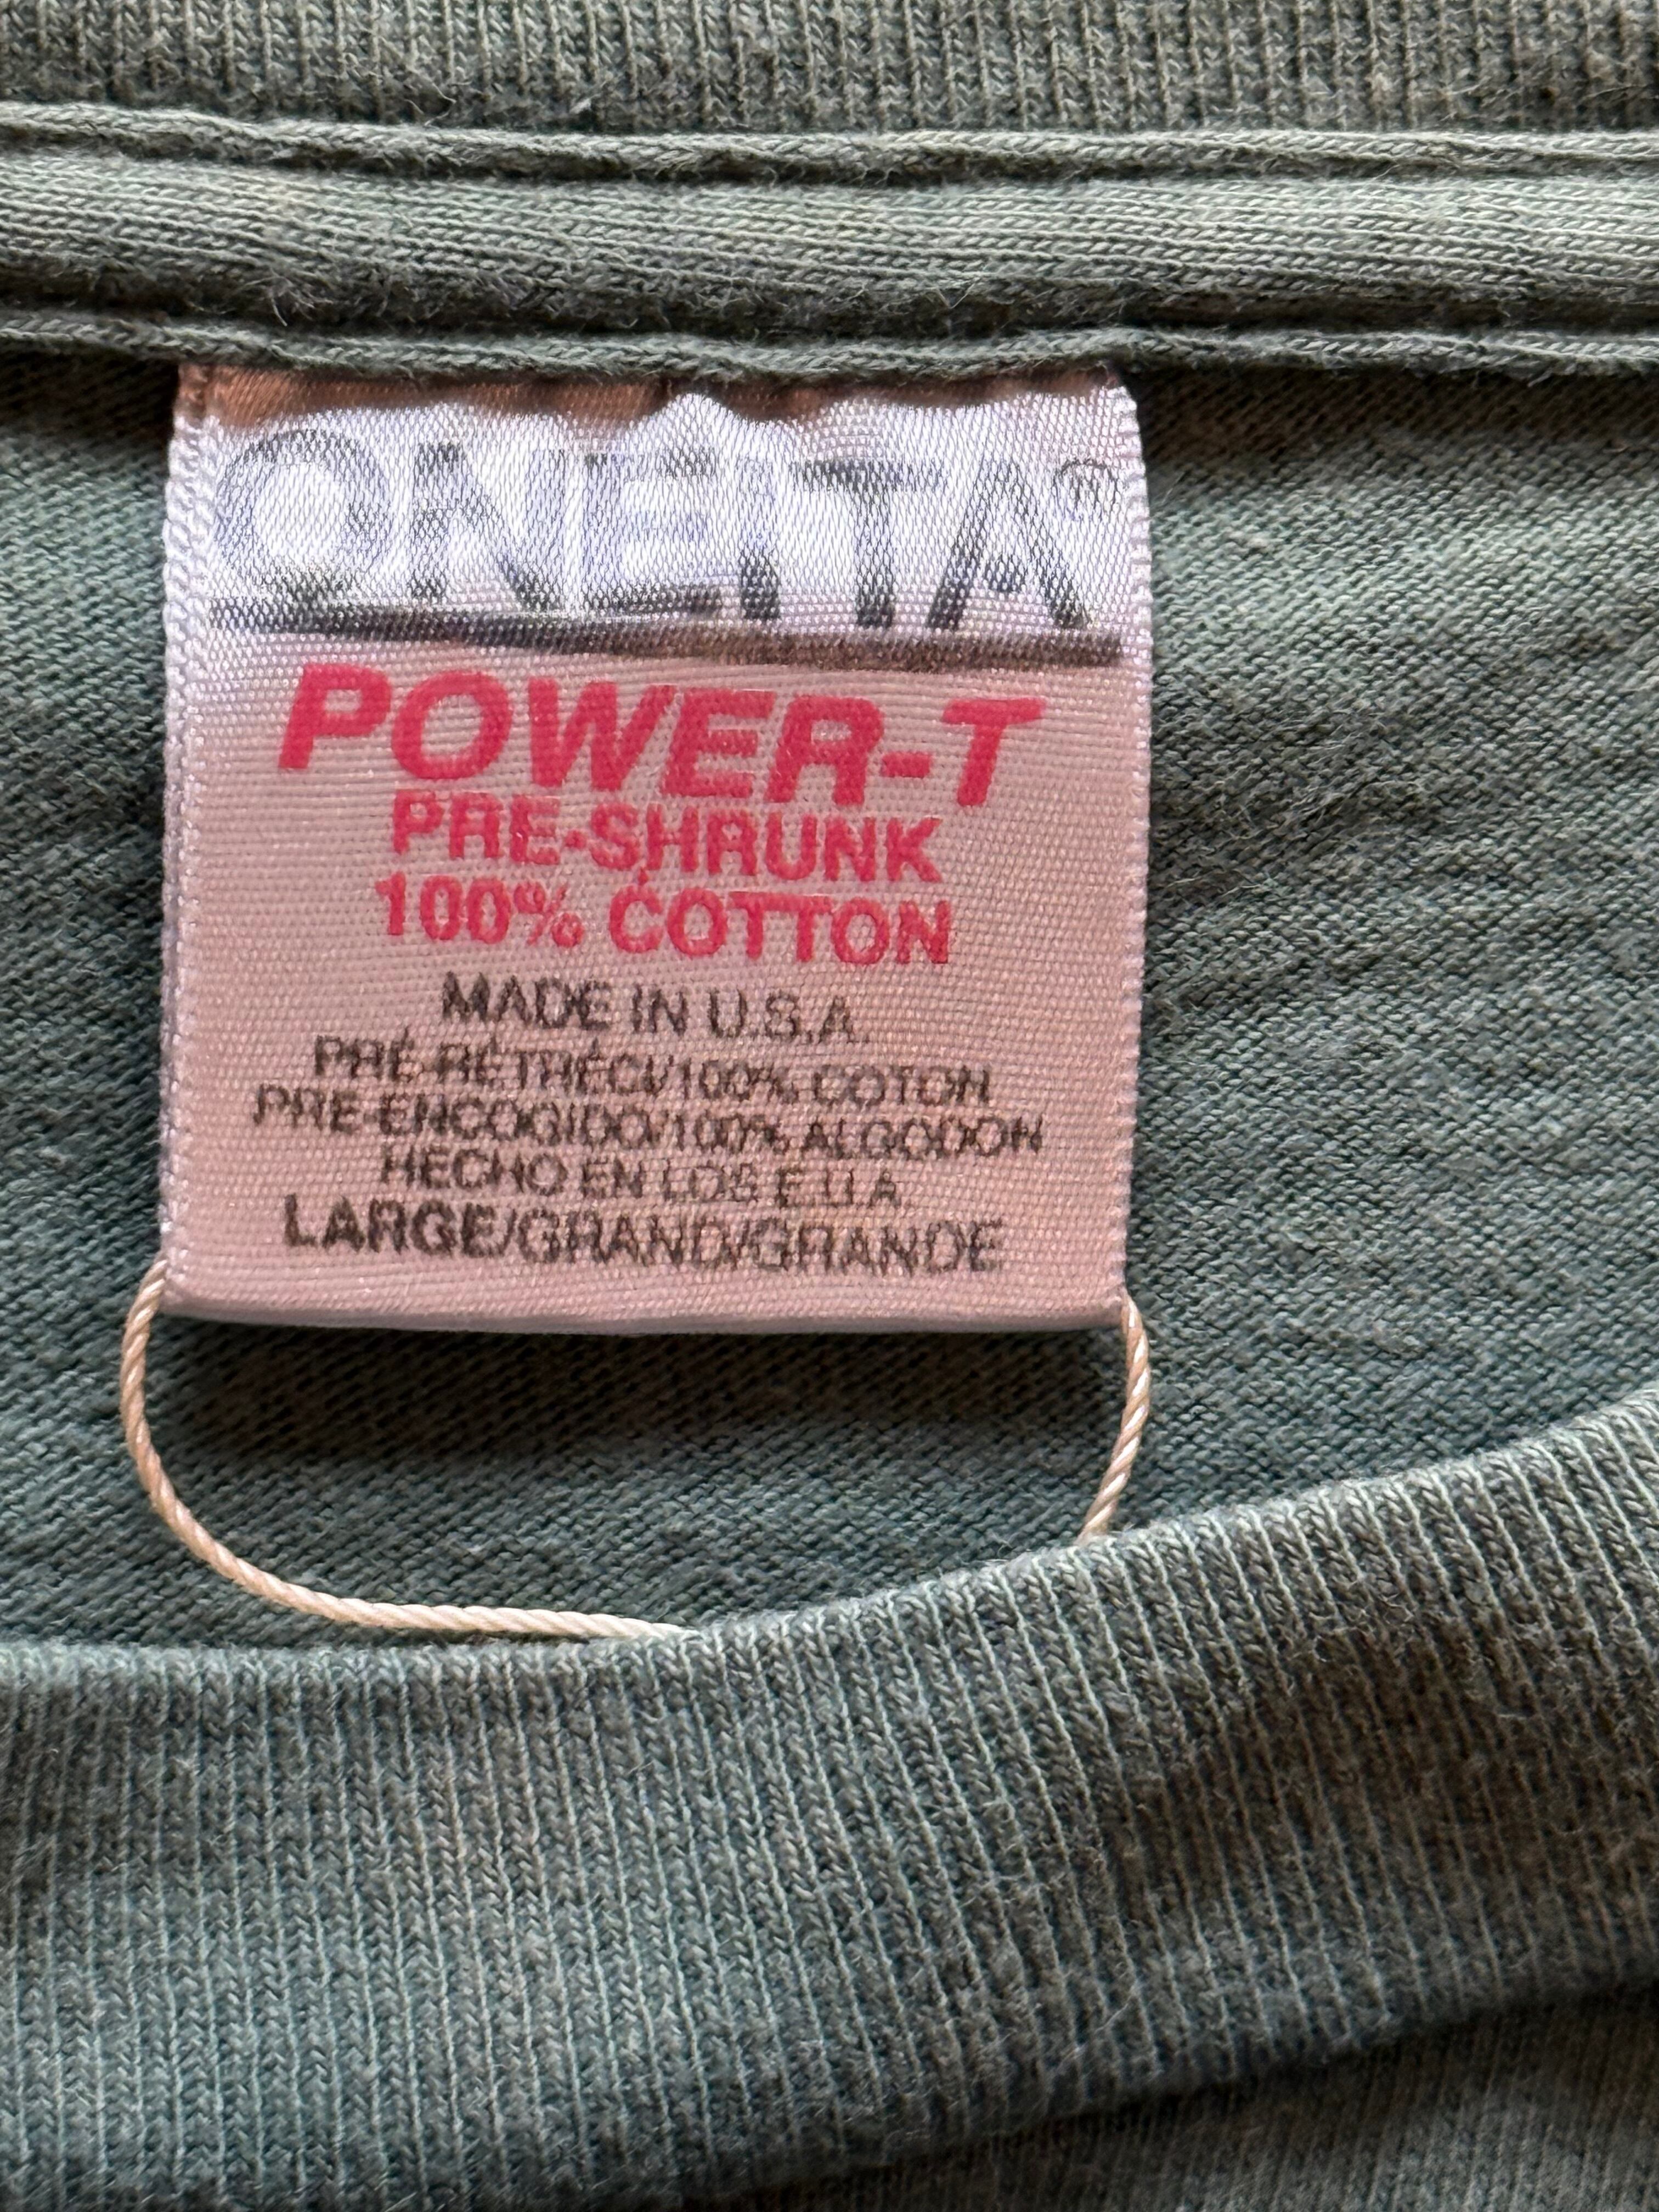 ONEITA®
POWER-T
PRE-SHRUNK
100% COTTON
MADE IN U.S.A.
PRÉ-RÉTRÉCI/100% COTON
PRE-ENCOGIDO/100% ALGODON
HECHO EN LOS E.U.A.
LARGE/GRAND/GRANDE